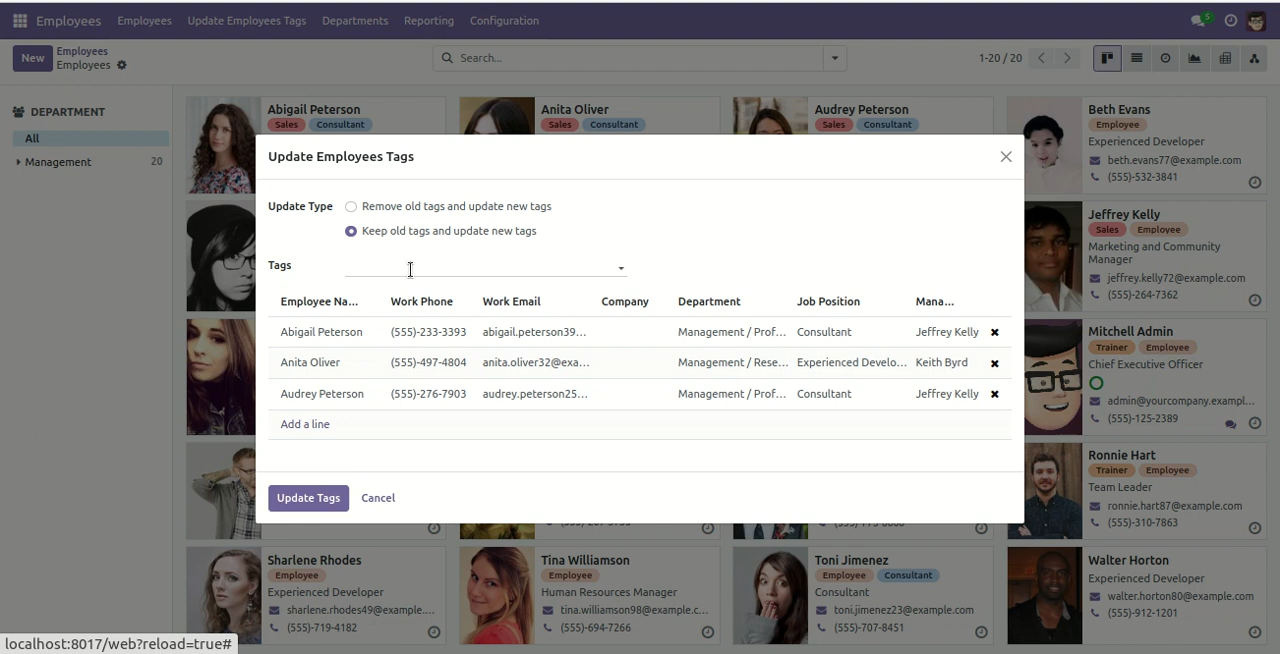 Employees Employees Update Employees Tags Departments Reporting Configuration 5
New Employees
Employees
Search...
1-20 / 20
DEPARTMENT
All
Management 20
Abigail Peterson
Sales Consultant
Anita Oliver
Sales Consultant
Audrey Peterson
Sales Consultant
Beth Evans
Employee
Experienced Developer
beth.evans77@example.com
(555)-532-3841
Jeffrey Kelly
Sales Employee
Marketing and Community
Manager
jeffrey.kelly72@example.com
(555)-264-7362
Mitchell Admin
Trainer Employee
Chief Executive Officer
admin@yourcompany.exampl...
(555)-125-2389
Ronnie Hart
Trainer Employee
Team Leader
ronnie.hart87@example.com
(555)-310-7863
Update Employees Tags
Update Type Remove old tags and update new tags
Keep old tags and update new tags
Tags
Employee Na... Work Phone Work Email Company Department Job Position Mana...
Abigail Peterson (555)-233-3393 abigail.peterson39... Management / Prof... Consultant Jeffrey Kelly
Anita Oliver (555)-497-4804 anita.oliver32@exa... Management / Rese... Experienced Develo... Keith Byrd
Audrey Peterson (555)-276-7903 audrey.peterson25... Management / Prof... Consultant Jeffrey Kelly
Add a line
Update Tags Cancel
Sharlene Rhodes
Employee
Experienced Developer
sharlene.rhodes49@example....
(555)-719-4182
Tina Williamson
Employee
Human Resources Manager
tina.williamson98@example.c...
(555)-694-7266
Toni Jimenez
Employee Consultant
Consultant
toni.jimenez23@example.com
(555)-707-8451
Walter Horton
Experienced Developer
walter.horton80@example.com
(555)-912-1201
localhost:8017/web?reload=true#